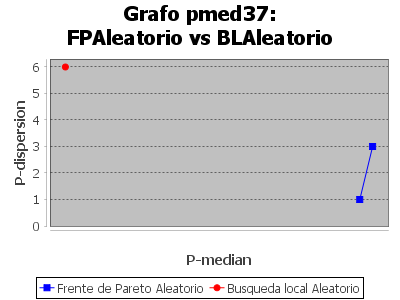 Grafo pmed37:
FPAleatorio vs BLAleatorio
6
5
4
3
2
1
0
P-dispersion
P-median
Frente de Pareto Aleatorio
Busqueda local Aleatorio